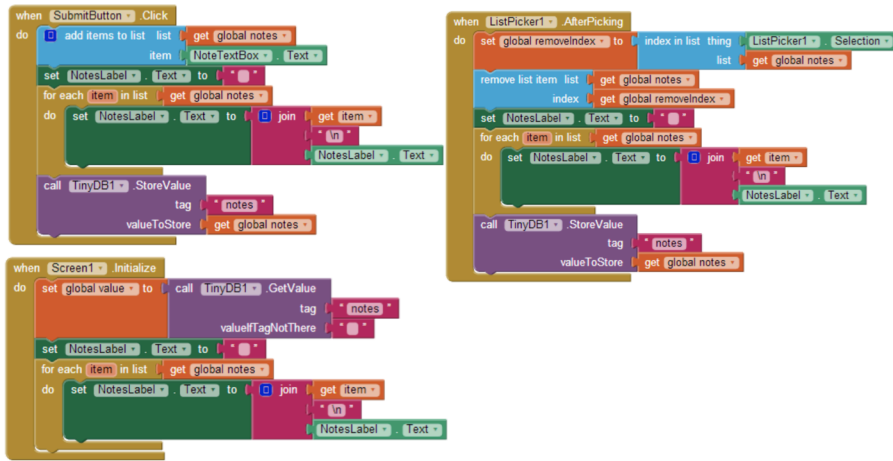 when SubmitButton .Click
do add items to list list get global notes
item NoteTextBox . Text
set NotesLabel . Text to " "
for each item in list get global notes
do set NotesLabel . Text to join get item
" \n "
NotesLabel . Text
call TinyDB1 .StoreValue
tag " notes "
valueToStore get global notes
when Screen1 .Initialize
do set global value to call TinyDB1 .GetValue
tag " notes "
valueIfTagNotThere " "
set NotesLabel . Text to " "
for each item in list get global notes
do set NotesLabel . Text to join get item
" \n "
NotesLabel . Text
when ListPicker1 .AfterPicking
do set global removeIndex to index in list thing ListPicker1 . Selection
list get global notes
remove list item list get global notes
index get global removeIndex
set NotesLabel . Text to " "
for each item in list get global notes
do set NotesLabel . Text to join get item
" \n "
NotesLabel . Text
call TinyDB1 .StoreValue
tag " notes "
valueToStore get global notes